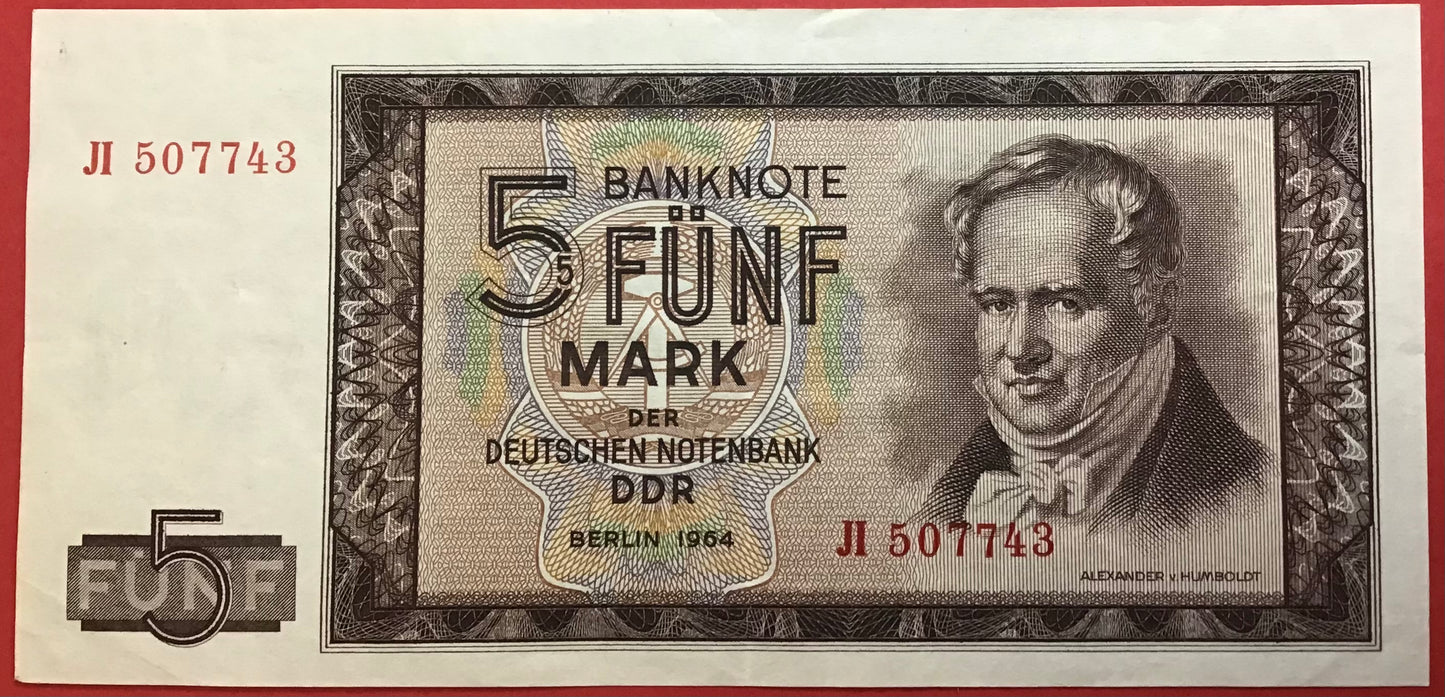 JI 507743
5 BANKNOTE
5 FÜNF
MARK
DER
DEUTSCHEN NOTENBANK
DDR
BERLIN 1964
JI 507743
ALEXANDER v. HUMBOLDT
5
FÜNF